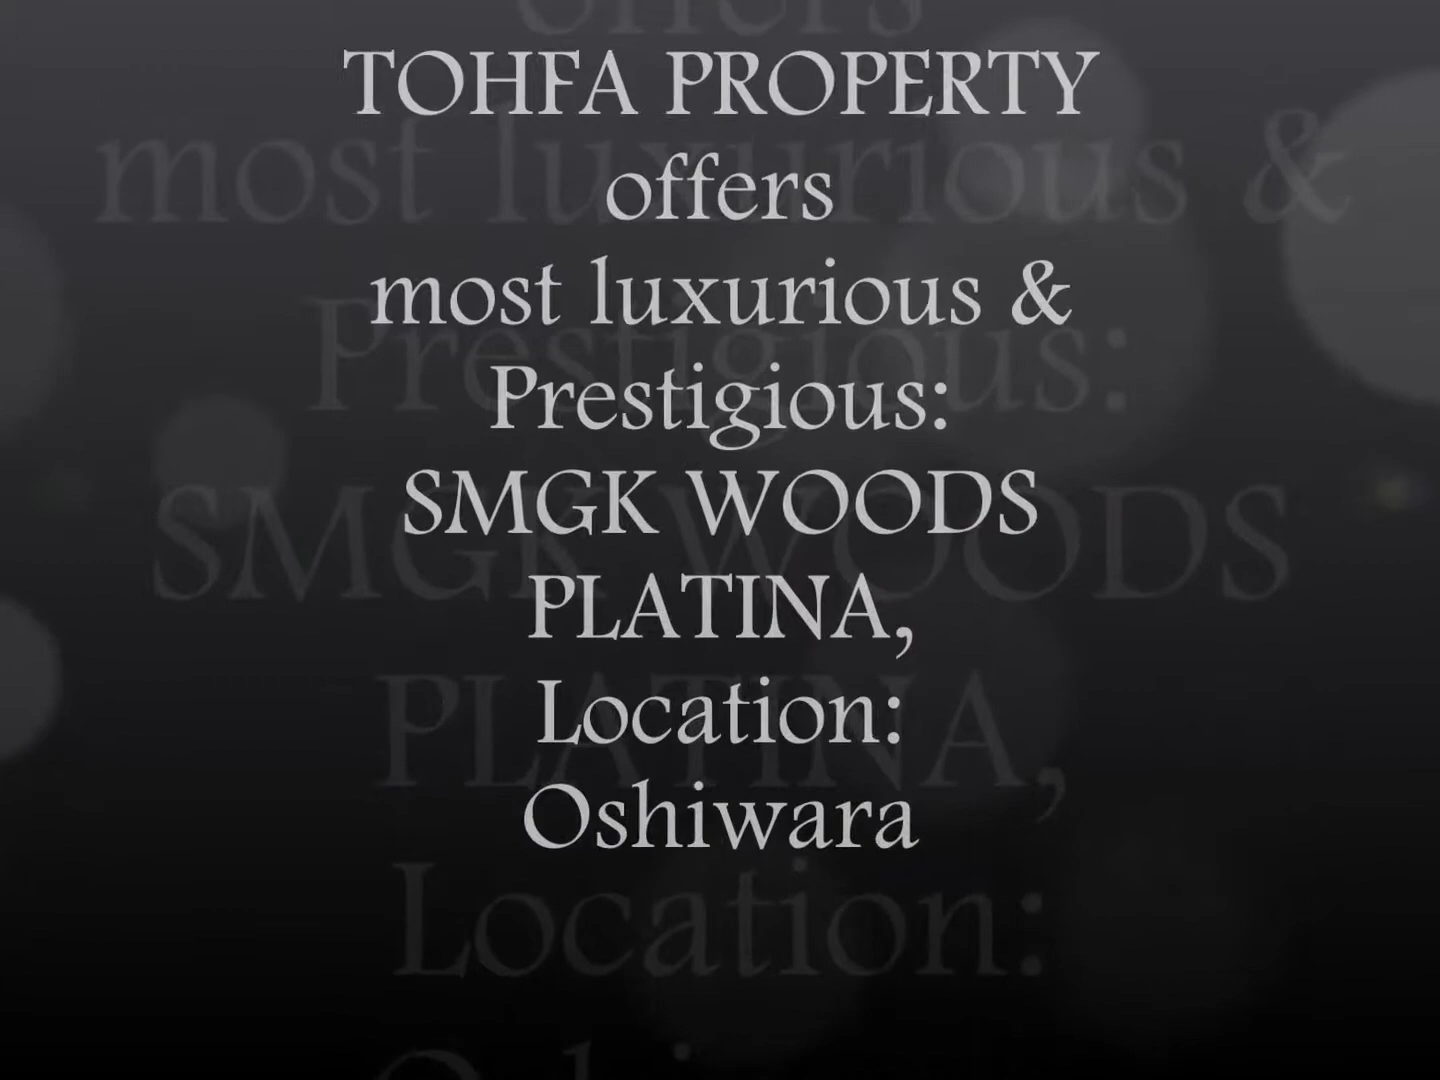 TOHFA PROPERTY
offers
most luxurious &
Prestigious:
SMGK WOODS
PLATINA,
Location:
Oshiwara